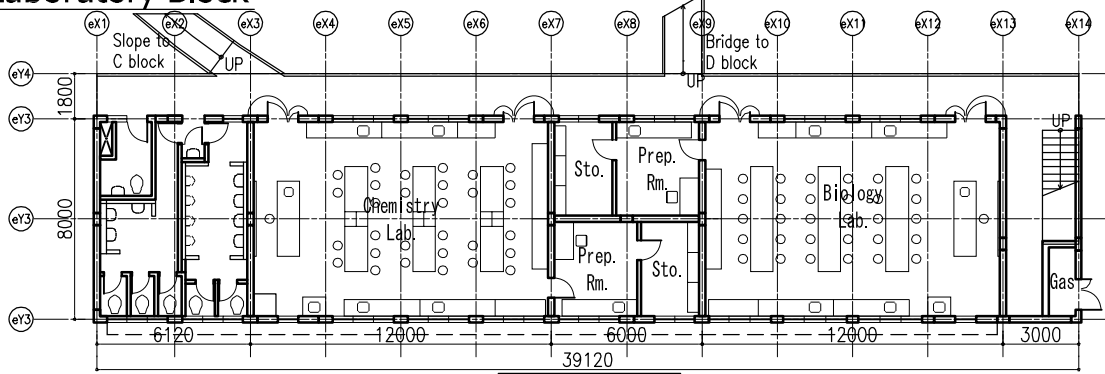 Laboratory Block
eX1 eX2 eX3 eX4 eX5 eX6 eX7 eX8 eX9 eX10 eX11 eX12 eX13 eX14
Slope to
C block
UP
Bridge to
D block
UP
eY4
1800
eY3
UP
Sto.
Prep.
Rm.
Chemistry
Lab.
Biology
Lab.
8000
eY3
Prep.
Rm.
Sto.
Gas
eY3
6120 12000 6000 12000 3000
39120